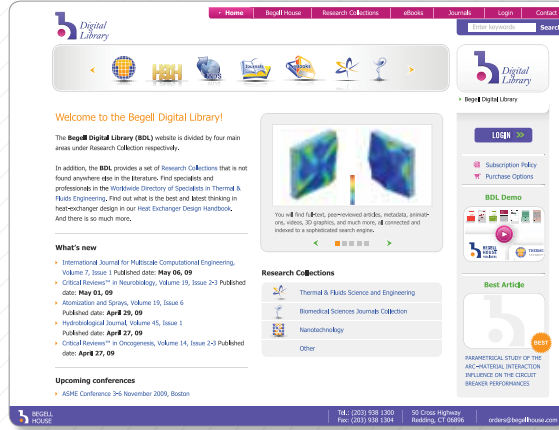 Digital
Library
Home
Begell House
Research Collections
eBooks
Journals
Login
Contact
Enter keywords
Search
HEDH
Journals
eBooks
Digital
Library
Begell Digital Library
LOGIN
Subscription Policy
Purchase Options
BDL Demo
BEGELL
HOUSE
Best Article
BEST
PARAMETRICAL STUDY OF THE
ARC-MATERIAL INTERACTION
INFLUENCE ON THE CIRCUIT
BREAKER PERFORMANCES
Welcome to the Begell Digital Library!
The Begell Digital Library (BDL) website is divided by four main
areas under Research Collection respectively.
In addition, the BDL provides a set of Research Collections that is not
found anywhere else in the literature. Find specialists and
professionals in the Worldwide Directory of Specialists in Thermal &
Fluids Engineering. Find out what is the best and latest thinking in
heat-exchanger design in our Heat Exchanger Design Handbook.
And there is so much more.
You will find full-text, peer-reviewed articles, metadata, animati-
ons, videos, 3D graphics, and much more, all connected and
indexed to a sophisticated search engine.
What's new
International Journal for Multiscale Computational Engineering,
Volume 7, Issue 1 Published date: May 06, 09
Critical Reviews™ in Neurobiology, Volume 19, Issue 2-3 Published
date: May 01, 09
Atomization and Sprays, Volume 19, Issue 6
Published date: April 29, 09
Hydrobiological Journal, Volume 45, Issue 1
Published date: April 27, 09
Critical Reviews™ in Oncogenesis, Volume 14, Issue 2-3 Published
date: April 27, 09
Research Collections
Thermal & Fluids Science and Engineering
Biomedical Sciences Journals Collection
Nanotechnology
Other
Upcoming conferences
ASME Conference 3-6 November 2009, Boston
BEGELL
HOUSE
Tel.: (203) 938 1300
Fax: (203) 938 1304
50 Cross Highway
Redding, CT 06896
orders@begellhouse.com